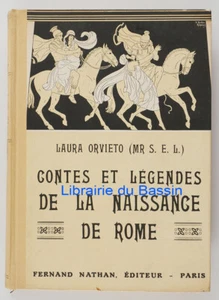 LAURA ORVIETO (MR S. E. L.)
CONTES ET LÉGENDES
Librairie du Bassin
DE LA NAISSANCE
DE ROME
FERNAND NATHAN, ÉDITEUR - PARIS